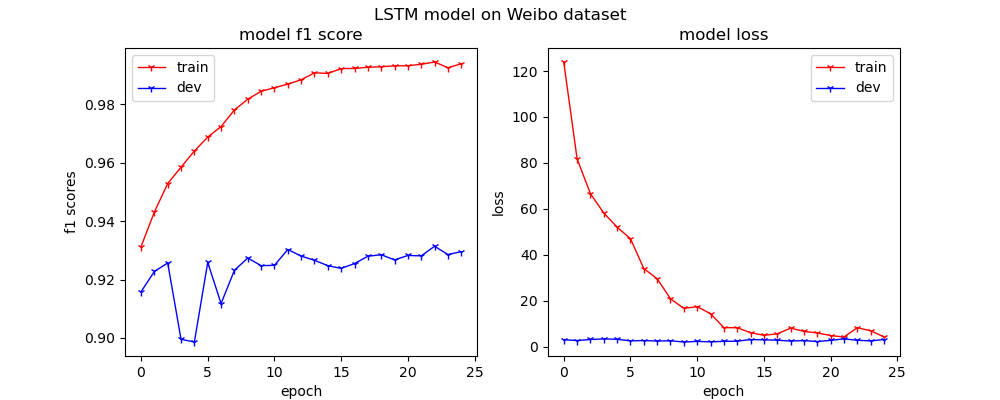 LSTM model on Weibo dataset
model f1 score
train
dev
0.98
0.96
0.94
0.92
0.90
f1 scores
0
5
10
15
20
25
epoch
model loss
train
dev
120
100
80
60
40
20
0
loss
0
5
10
15
20
25
epoch